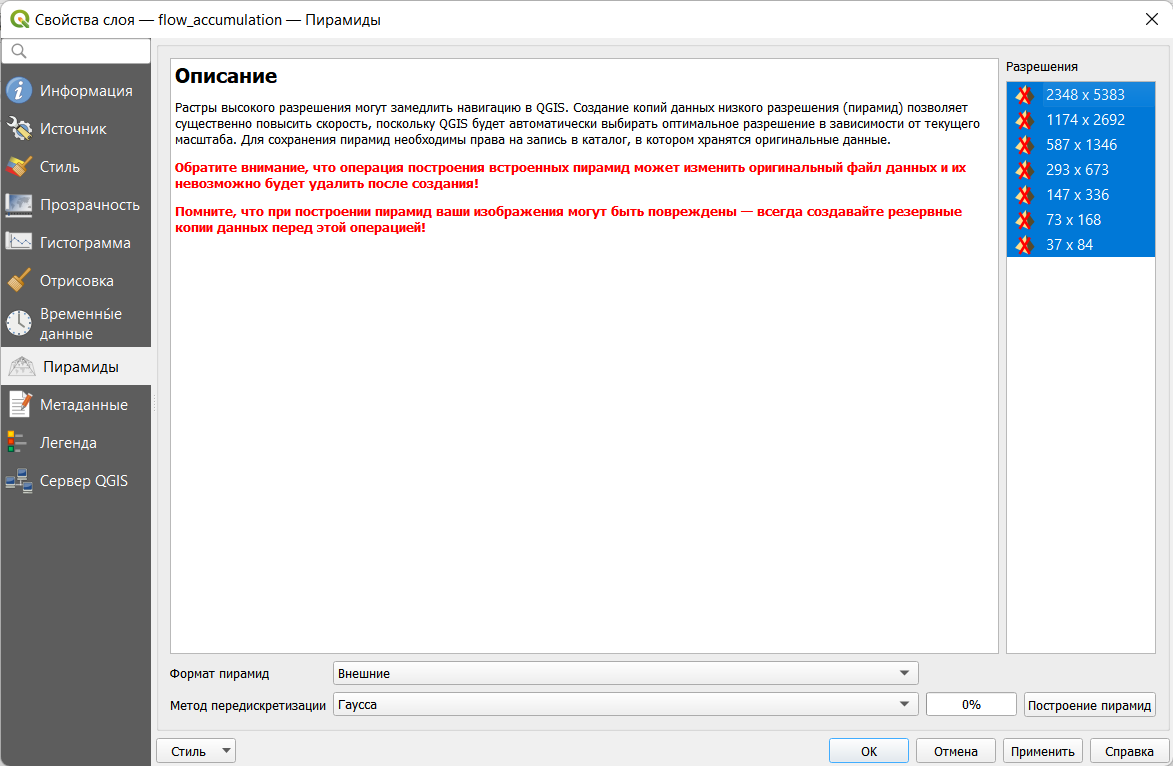 Свойства слоя — flow_accumulation — Пирамиды
Информация
Источник
Стиль
Прозрачность
Гистограмма
Отрисовка
Временны́е
данные
Пирамиды
Метаданные
Легенда
Сервер QGIS
Описание
Растры высокого разрешения могут замедлить навигацию в QGIS. Создание копий данных низкого разрешения (пирамид) позволяет
существенно повысить скорость, поскольку QGIS будет автоматически выбирать оптимальное разрешение в зависимости от текущего
масштаба. Для сохранения пирамид необходимы права на запись в каталог, в котором хранятся оригинальные данные.
Обратите внимание, что операция построения встроенных пирамид может изменить оригинальный файл данных и их
невозможно будет удалить после создания!
Помните, что при построении пирамид ваши изображения могут быть повреждены — всегда создавайте резервные
копии данных перед этой операцией!
Разрешения
2348 x 5383
1174 x 2692
587 x 1346
293 x 673
147 x 336
73 x 168
37 x 84
Формат пирамид
Внешние
Метод передискретизации
Гаусса
0%
Построение пирамид
Стиль
OK
Отмена
Применить
Справка